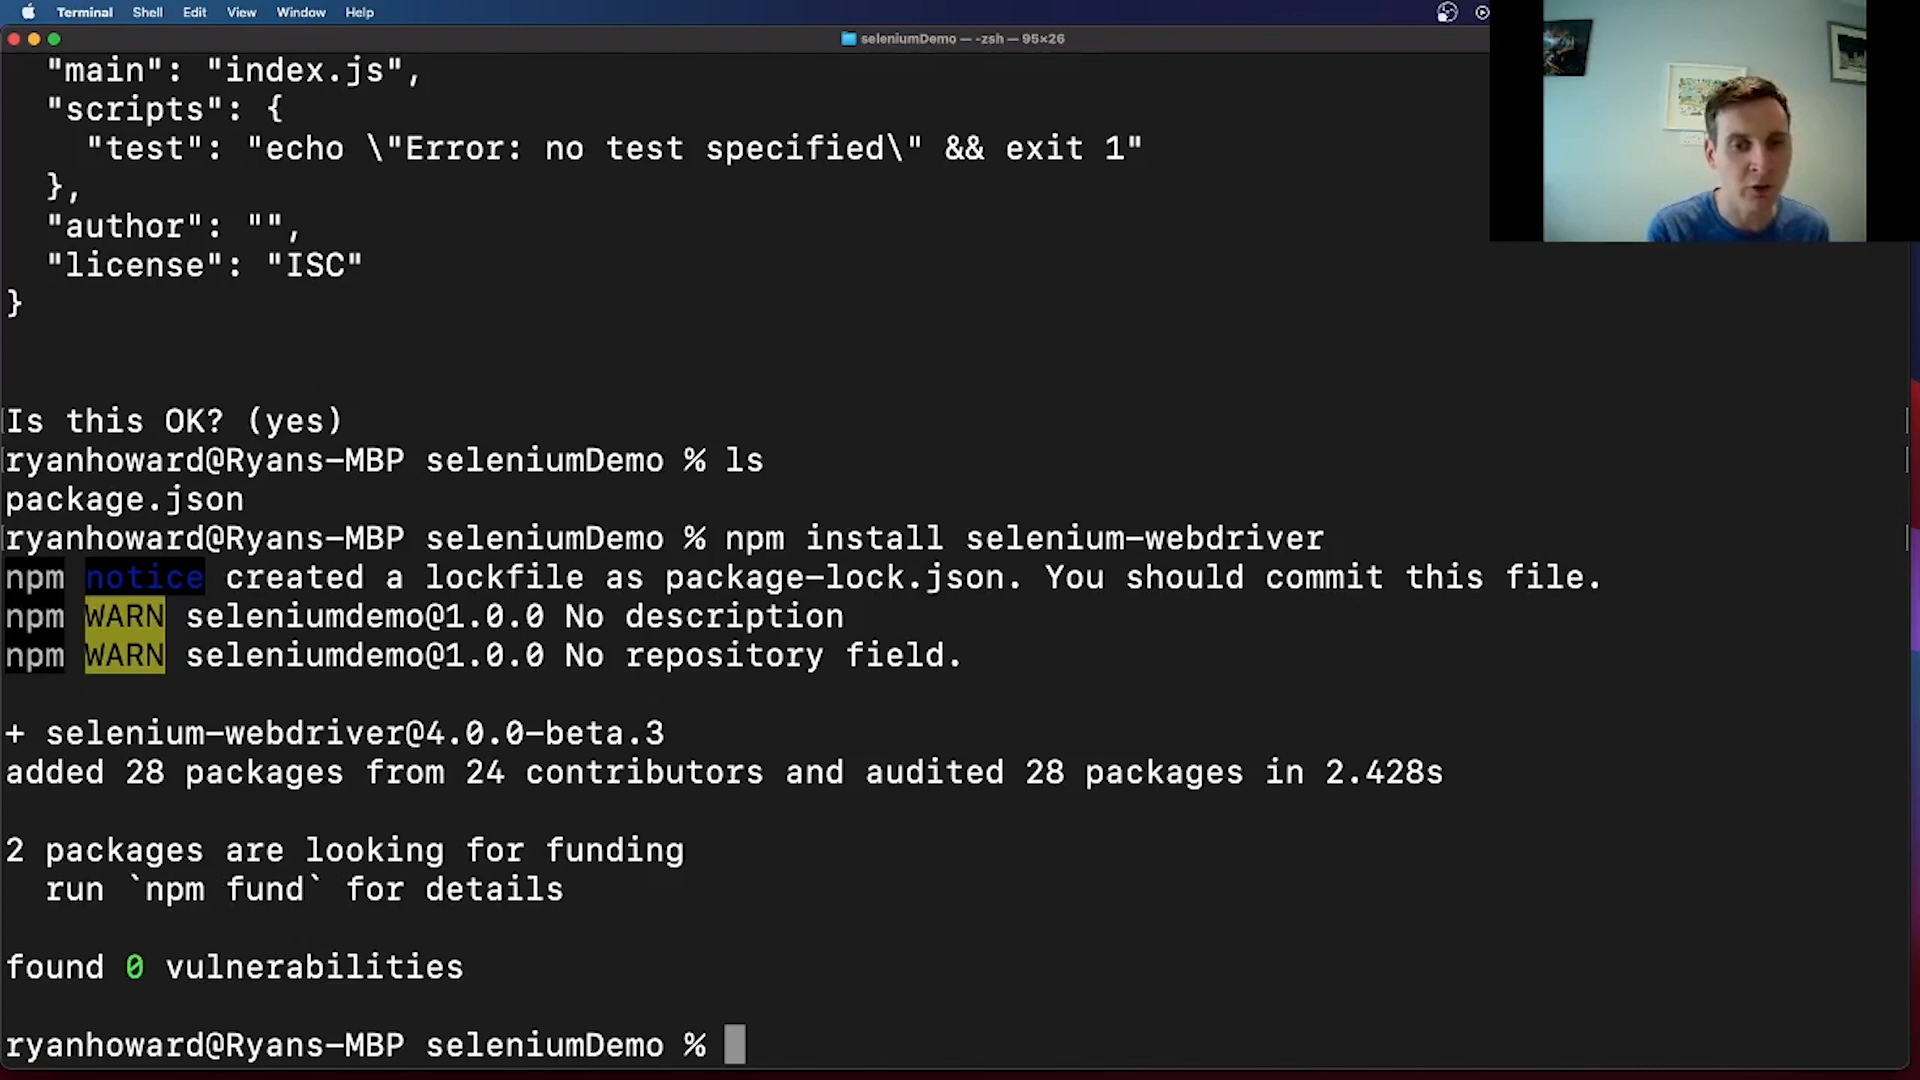 Terminal Shell Edit View Window Help
seleniumDemo — -zsh — 95×26
"main": "index.js",
"scripts": {
"test": "echo \"Error: no test specified\" && exit 1"
},
"author": "",
"license": "ISC"
}
Is this OK? (yes)
ryanhoward@Ryans-MBP seleniumDemo % ls
package.json
ryanhoward@Ryans-MBP seleniumDemo % npm install selenium-webdriver
npm notice created a lockfile as package-lock.json. You should commit this file.
npm WARN seleniumdemo@1.0.0 No description
npm WARN seleniumdemo@1.0.0 No repository field.
+ selenium-webdriver@4.0.0-beta.3
added 28 packages from 24 contributors and audited 28 packages in 2.428s
2 packages are looking for funding
run `npm fund` for details
found 0 vulnerabilities
ryanhoward@Ryans-MBP seleniumDemo %